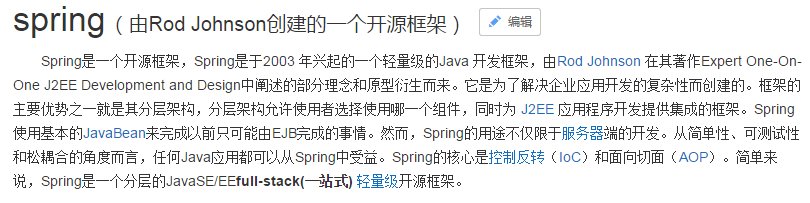 spring（由Rod Johnson创建的一个开源框架） 编辑
Spring是一个开源框架，Spring是于2003 年兴起的一个轻量级的Java 开发框架，由Rod Johnson 在其著作Expert One-On-
One J2EE Development and Design中阐述的部分理念和原型衍生而来。它是为了解决企业应用开发的复杂性而创建的。框架的
主要优势之一就是其分层架构，分层架构允许使用者选择使用哪一个组件，同时为 J2EE 应用程序开发提供集成的框架。Spring
使用基本的JavaBean来完成以前只可能由EJB完成的事情。然而，Spring的用途不仅限于服务器端的开发。从简单性、可测试性
和松耦合的角度而言，任何Java应用都可以从Spring中受益。Spring的核心是控制反转（IoC）和面向切面（AOP）。简单来
说，Spring是一个分层的JavaSE/EEfull-stack(一站式) 轻量级开源框架。